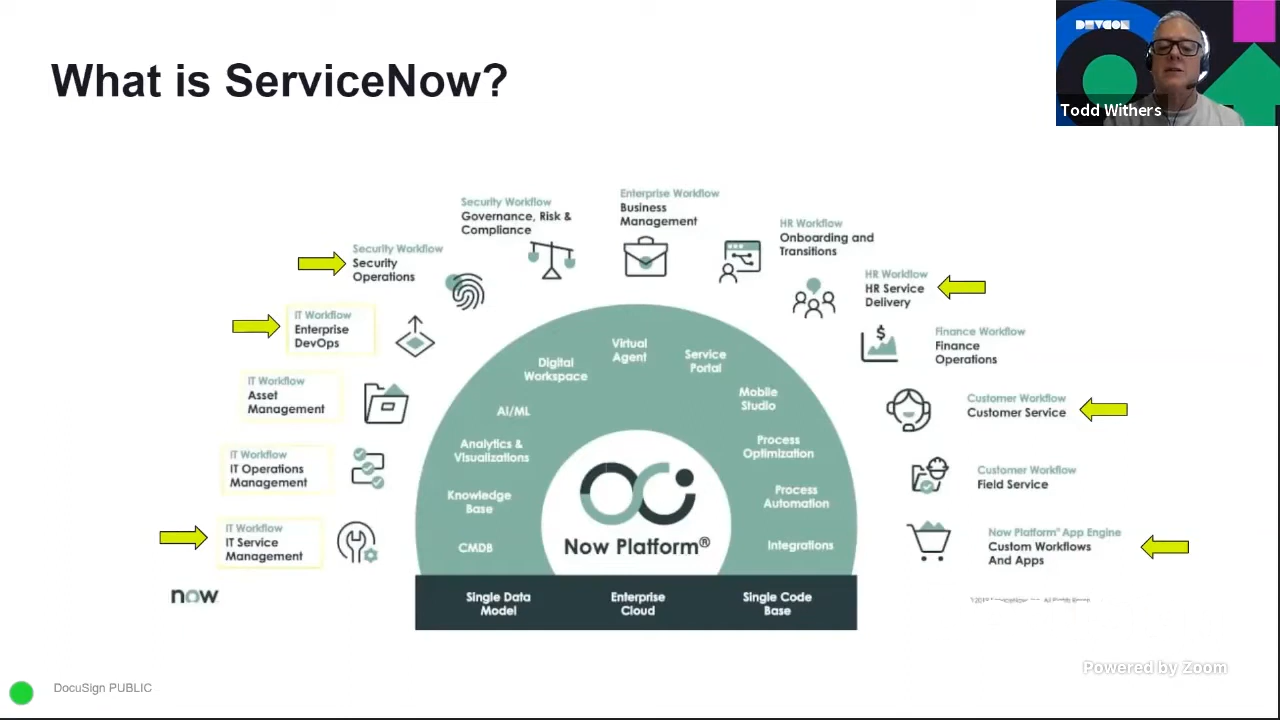 What is ServiceNow?
DEVCON
Todd Withers
Security Workflow
Governance, Risk &
Compliance
Enterprise Workflow
Business
Management
HR Workflow
Onboarding and
Transitions
Security Workflow
Security
Operations
HR Workflow
HR Service
Delivery
IT Workflow
Enterprise
DevOps
Finance Workflow
Finance
Operations
IT Workflow
Asset
Management
Customer Workflow
Customer Service
IT Workflow
IT Operations
Management
Customer Workflow
Field Service
IT Workflow
IT Service
Management
Now Platform® App Engine
Custom Workflows
And Apps
Virtual
Agent
Digital
Workspace
Service
Portal
AI/ML
Mobile
Studio
Analytics &
Visualizations
Process
Optimization
Knowledge
Base
Process
Automation
CMDB
Integrations
Now Platform®
Single Data
Model
Enterprise
Cloud
Single Code
Base
now
Powered by Zoom
DocuSign PUBLIC